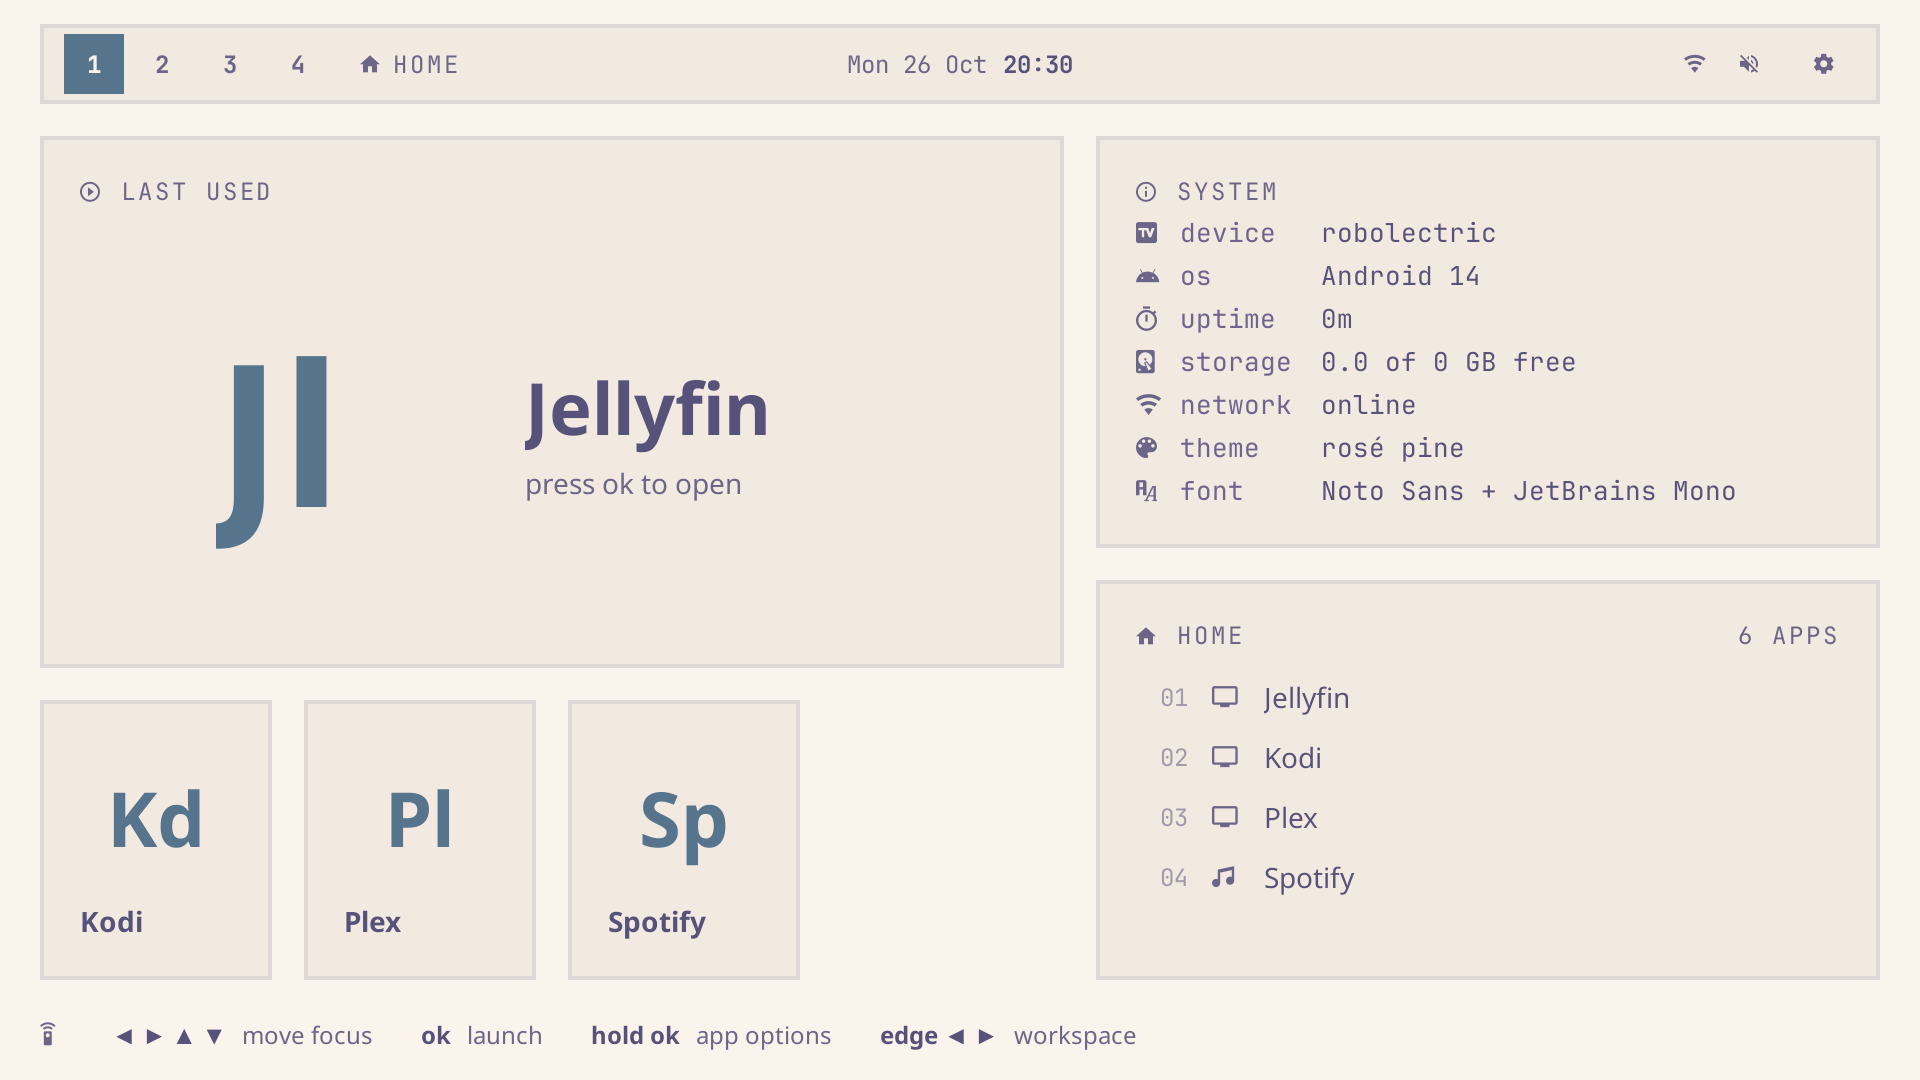 1 2 3 4 HOME Mon 26 Oct 20:30
LAST USED
Jl
Jellyfin
press ok to open
Kd
Kodi
Pl
Plex
Sp
Spotify
SYSTEM
device robolectric
os Android 14
uptime 0m
storage 0.0 of 0 GB free
network online
theme rosé pine
font Noto Sans + JetBrains Mono
HOME 6 APPS
01 Jellyfin
02 Kodi
03 Plex
04 Spotify
◀ ▶ ▲ ▼ move focus ok launch hold ok app options edge ◀ ▶ workspace